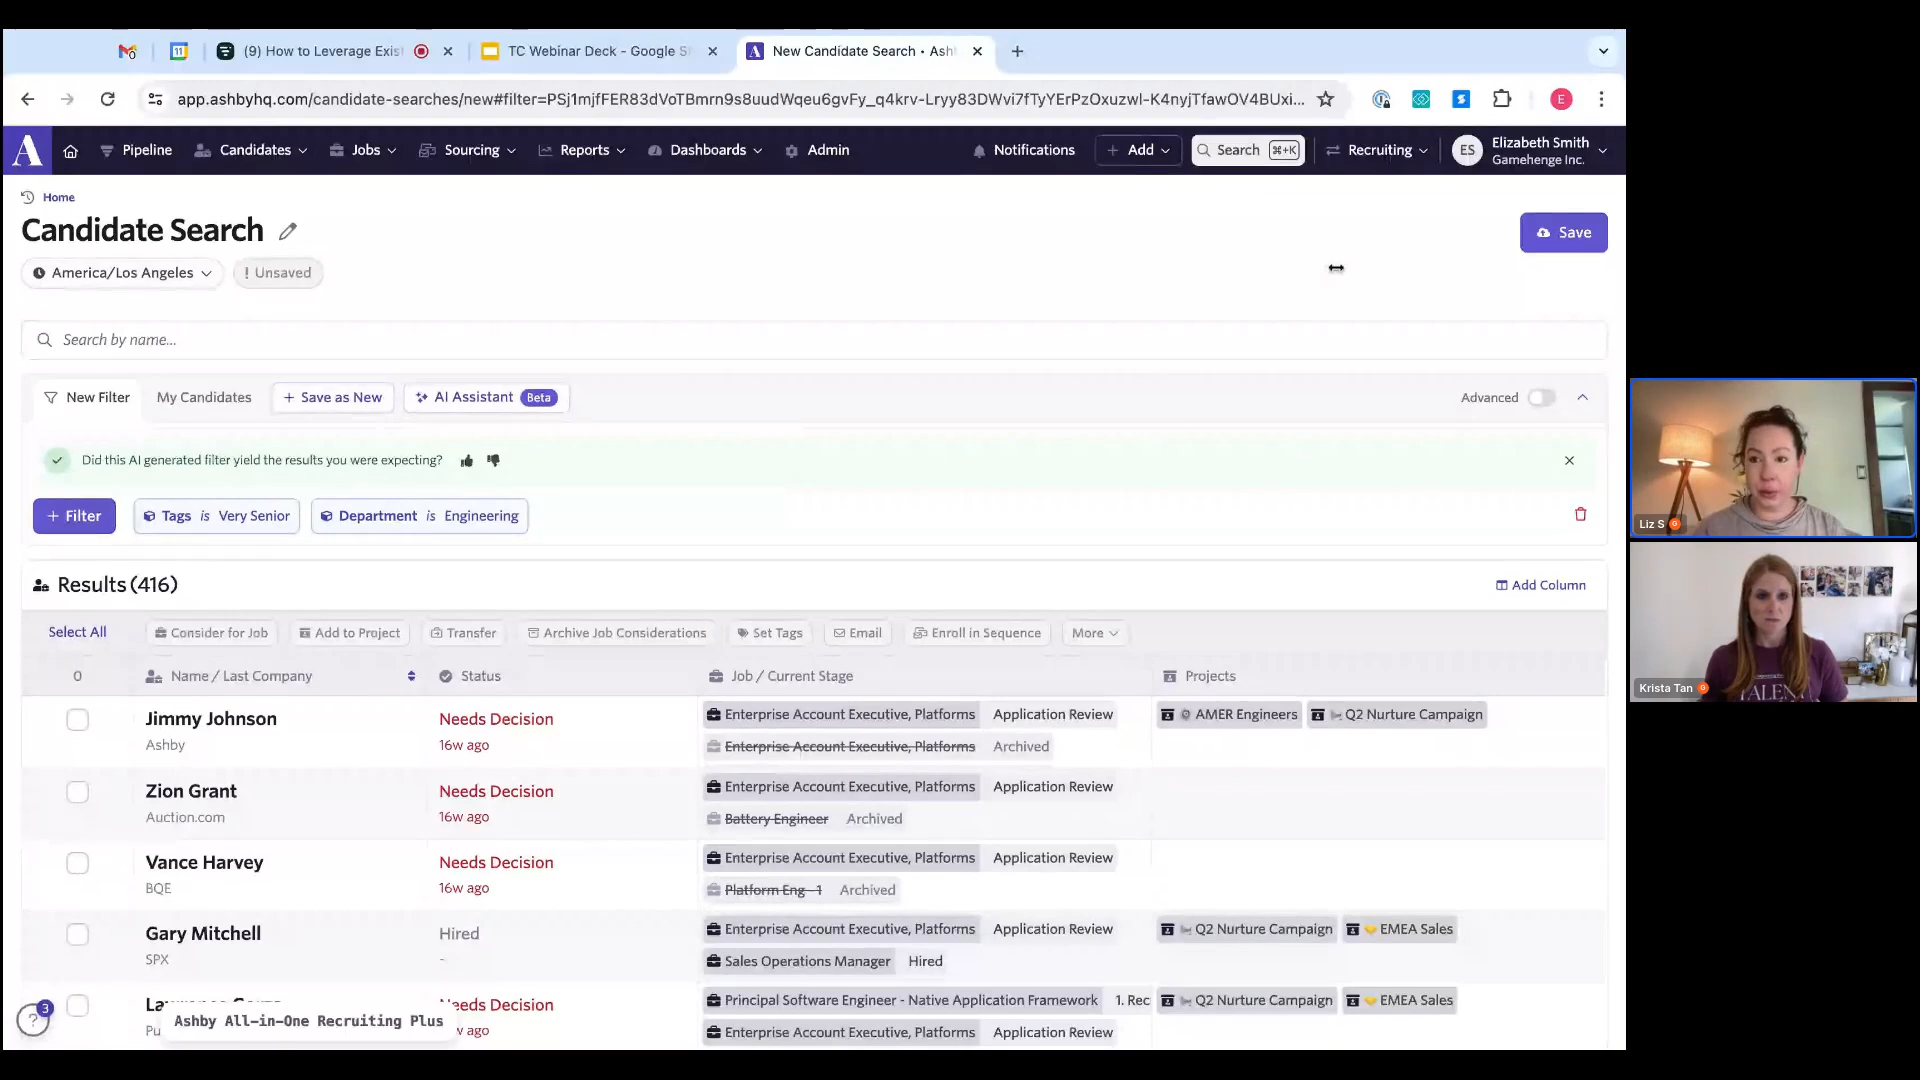 (9) How to Leverage Exis
TC Webinar Deck - Google Sl
New Candidate Search • Ash
app.ashbyhq.com/candidate-searches/new#filter=PSj1mjfFER83dVoTBmrn9s8uudWqeu6gvFy_q4krv-Lryy83DWvi7fTyYErPzOxuzwl-K4nyjTfawOV4BUxi...
E
A
Pipeline
Candidates
Jobs
Sourcing
Reports
Dashboards
Admin
Notifications
+ Add
Search ⌘+K
Recruiting
ES
Elizabeth Smith
Gamehenge Inc.
Home
Candidate Search
Save
America/Los Angeles
! Unsaved
Search by name...
New Filter
My Candidates
+ Save as New
AI Assistant Beta
Advanced
Did this AI generated filter yield the results you were expecting?
+ Filter
Tags is Very Senior
Department is Engineering
Results (416)
Add Column
Select All
Consider for Job
Add to Project
Transfer
Archive Job Considerations
Set Tags
Email
Enroll in Sequence
More
0
Name / Last Company
Status
Job / Current Stage
Projects
Jimmy Johnson
Ashby
Needs Decision
16w ago
Enterprise Account Executive, Platforms Application Review
Enterprise Account Executive, Platforms Archived
AMER Engineers
Q2 Nurture Campaign
Zion Grant
Auction.com
Needs Decision
16w ago
Enterprise Account Executive, Platforms Application Review
Battery Engineer Archived
Vance Harvey
BQE
Needs Decision
16w ago
Enterprise Account Executive, Platforms Application Review
Platform Eng - 1 Archived
Gary Mitchell
SPX
Hired
-
Enterprise Account Executive, Platforms Application Review
Sales Operations Manager Hired
Q2 Nurture Campaign
EMEA Sales
Needs Decision
w ago
Principal Software Engineer - Native Application Framework 1. Rec
Enterprise Account Executive, Platforms Application Review
Q2 Nurture Campaign
EMEA Sales
3
?
Ashby All-in-One Recruiting Plus
Liz S
Krista Tan
TALEN